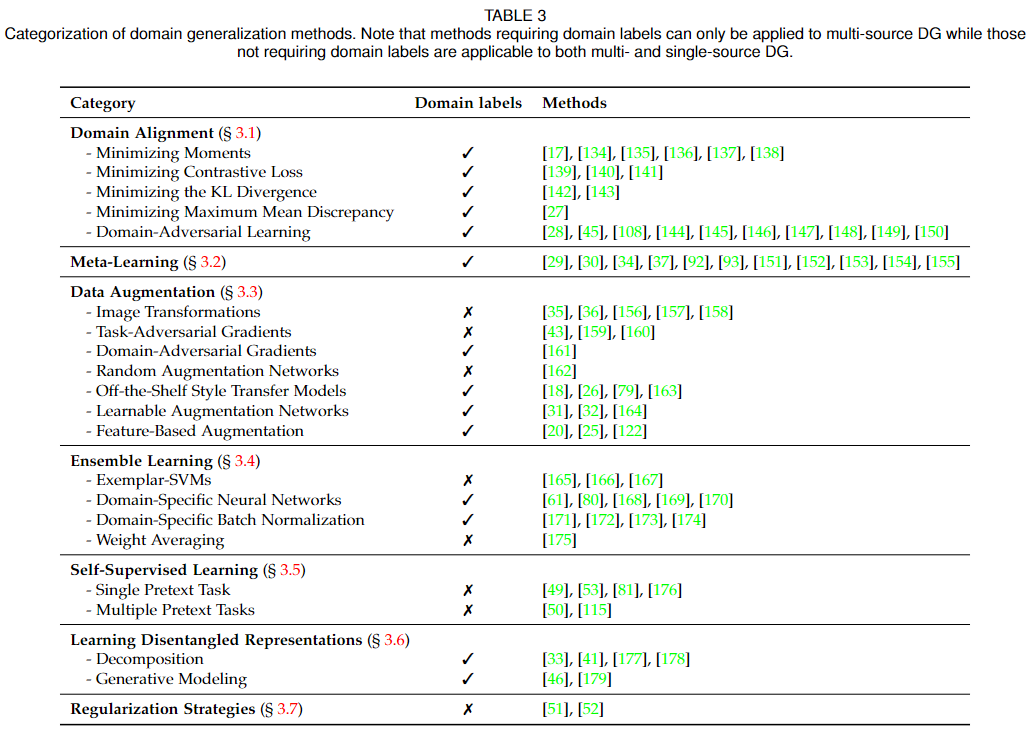 TABLE 3
Categorization of domain generalization methods. Note that methods requiring domain labels can only be applied to multi-source DG while those
not requiring domain labels are applicable to both multi- and single-source DG.
Category Domain labels Methods
Domain Alignment (§ 3.1)
- Minimizing Moments ✓ [17], [134], [135], [136], [137], [138]
- Minimizing Contrastive Loss ✓ [139], [140], [141]
- Minimizing the KL Divergence ✓ [142], [143]
- Minimizing Maximum Mean Discrepancy ✓ [27]
- Domain-Adversarial Learning ✓ [28], [45], [108], [144], [145], [146], [147], [148], [149], [150]
Meta-Learning (§ 3.2) ✓ [29], [30], [34], [37], [92], [93], [151], [152], [153], [154], [155]
Data Augmentation (§ 3.3)
- Image Transformations ✗ [35], [36], [156], [157], [158]
- Task-Adversarial Gradients ✗ [43], [159], [160]
- Domain-Adversarial Gradients ✓ [161]
- Random Augmentation Networks ✗ [162]
- Off-the-Shelf Style Transfer Models ✓ [18], [26], [79], [163]
- Learnable Augmentation Networks ✓ [31], [32], [164]
- Feature-Based Augmentation ✓ [20], [25], [122]
Ensemble Learning (§ 3.4)
- Exemplar-SVMs ✗ [165], [166], [167]
- Domain-Specific Neural Networks ✓ [61], [80], [168], [169], [170]
- Domain-Specific Batch Normalization ✓ [171], [172], [173], [174]
- Weight Averaging ✗ [175]
Self-Supervised Learning (§ 3.5)
- Single Pretext Task ✗ [49], [53], [81], [176]
- Multiple Pretext Tasks ✗ [50], [115]
Learning Disentangled Representations (§ 3.6)
- Decomposition ✓ [33], [41], [177], [178]
- Generative Modeling ✓ [46], [179]
Regularization Strategies (§ 3.7) ✗ [51], [52]